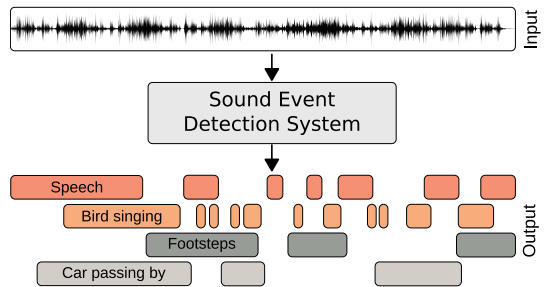 Input
Sound Event
Detection System
Speech
Bird singing
Footsteps
Car passing by
Output